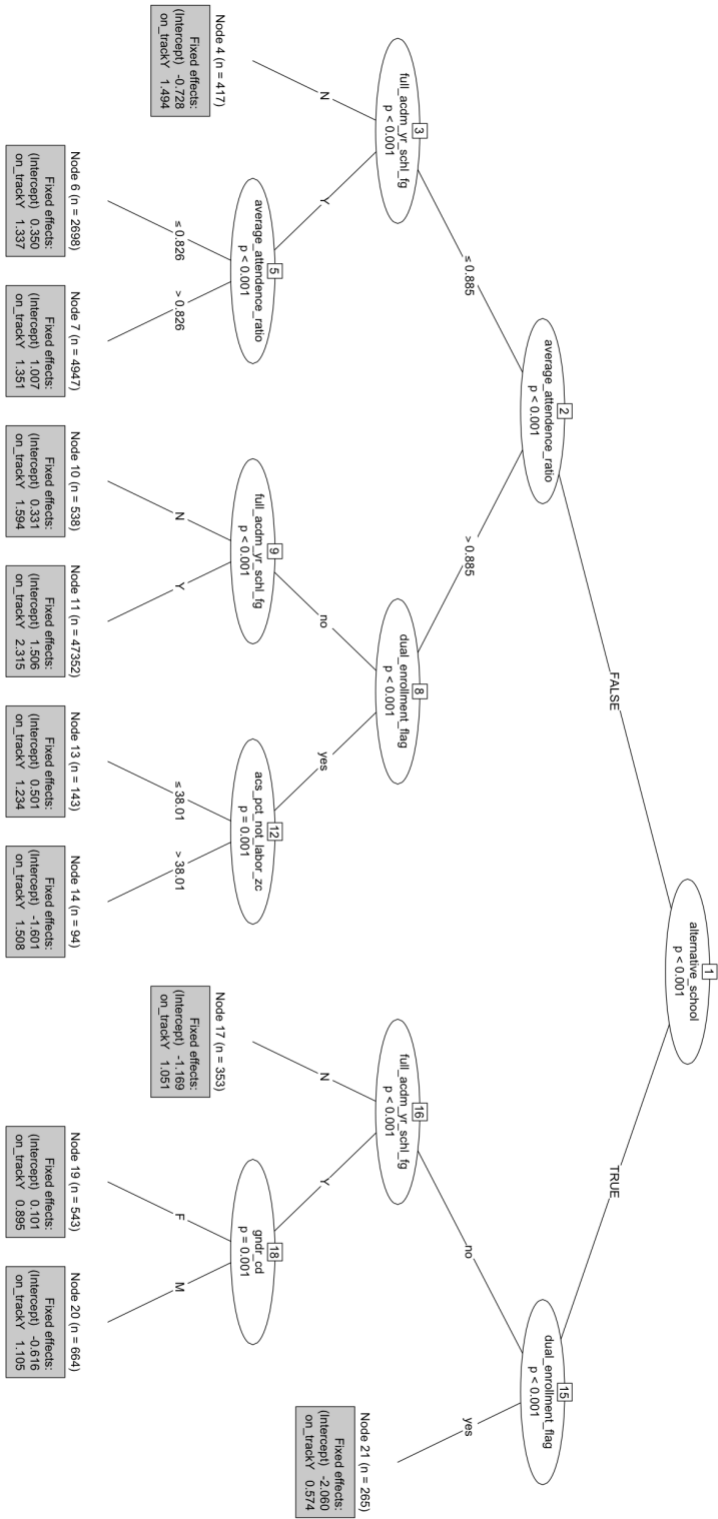 1
alternative_school
p < 0.001
FALSE
TRUE
2
average_attendence_ratio
p < 0.001
≤ 0.885
> 0.885
3
full_acdm_yr_schl_fg
p < 0.001
N
Y
Node 4 (n = 417)
Fixed effects:
(Intercept) -0.728
on_trackY 1.494
5
average_attendence_ratio
p < 0.001
≤ 0.826
> 0.826
Node 6 (n = 2698)
Fixed effects:
(Intercept) 0.350
on_trackY 1.337
Node 7 (n = 4947)
Fixed effects:
(Intercept) 1.007
on_trackY 1.351
8
dual_enrollment_flag
p < 0.001
no
yes
9
full_acdm_yr_schl_fg
p < 0.001
N
Y
Node 10 (n = 538)
Fixed effects:
(Intercept) 0.331
on_trackY 1.594
Node 11 (n = 47352)
Fixed effects:
(Intercept) 1.506
on_trackY 2.315
12
acs_pct_not_labor_zc
p = 0.001
≤ 38.01
> 38.01
Node 13 (n = 143)
Fixed effects:
(Intercept) 0.501
on_trackY 1.234
Node 14 (n = 94)
Fixed effects:
(Intercept) -1.601
on_trackY 1.508
15
dual_enrollment_flag
p < 0.001
no
yes
16
full_acdm_yr_schl_fg
p < 0.001
N
Y
Node 17 (n = 353)
Fixed effects:
(Intercept) -1.169
on_trackY 1.051
18
gndr_cd
p = 0.001
F
M
Node 19 (n = 543)
Fixed effects:
(Intercept) 0.101
on_trackY 0.895
Node 20 (n = 664)
Fixed effects:
(Intercept) -0.616
on_trackY 1.105
Node 21 (n = 265)
Fixed effects:
(Intercept) -2.060
on_trackY 0.574